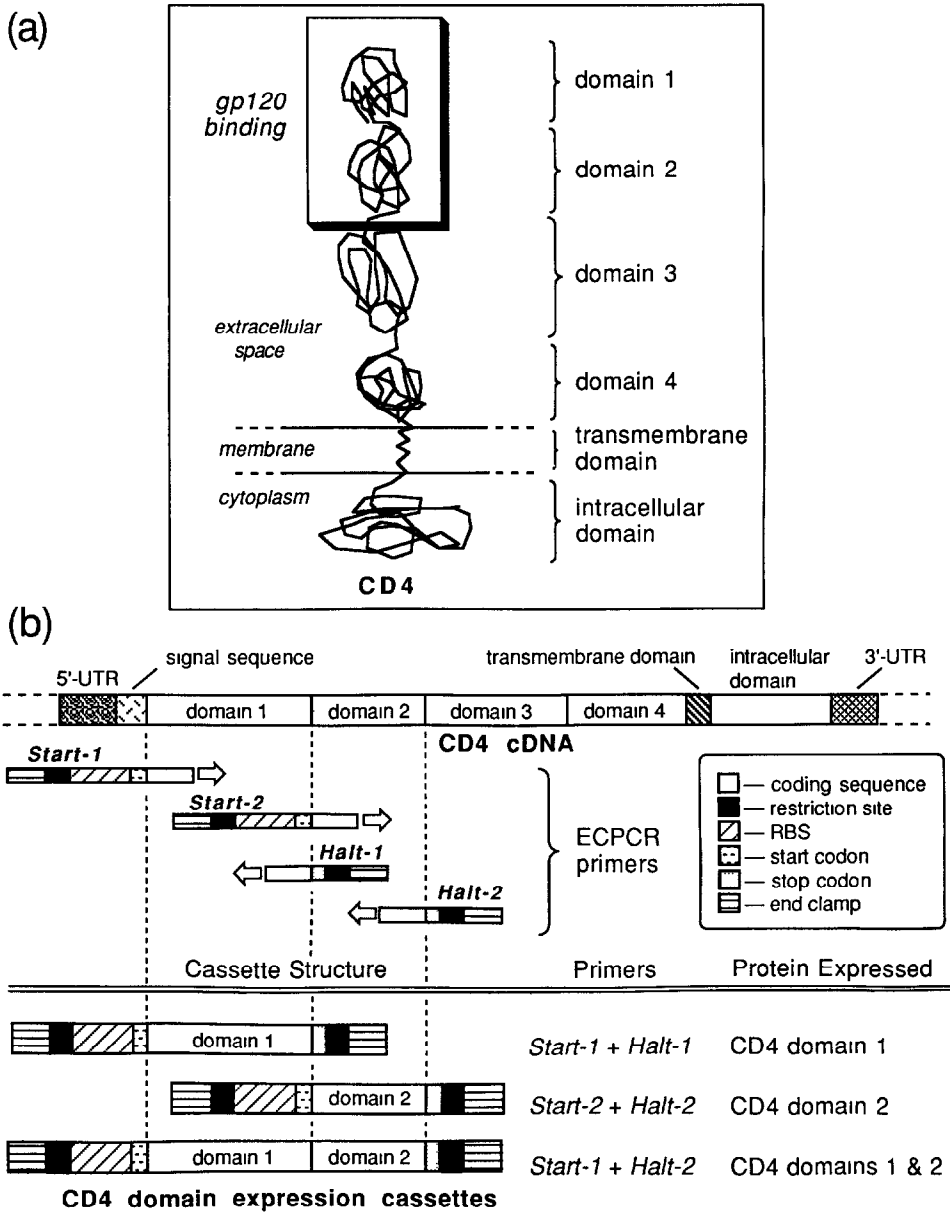 (a)
gp120
binding
domain 1
domain 2
domain 3
extracellular
space
domain 4
membrane
transmembrane
domain
cytoplasm
intracellular
domain
CD4
(b)
5'-UTR
signal sequence
transmembrane domain
intracellular
domain
3'-UTR
domain 1
domain 2
domain 3
domain 4
CD4 cDNA
Start-1
Start-2
Halt-1
Halt-2
ECPCR
primers
coding sequence
restriction site
RBS
start codon
stop codon
end clamp
Cassette Structure
Primers
Protein Expressed
domain 1
Start-1 + Halt-1
CD4 domain 1
domain 2
Start-2 + Halt-2
CD4 domain 2
domain 1
domain 2
Start-1 + Halt-2
CD4 domains 1 & 2
CD4 domain expression cassettes